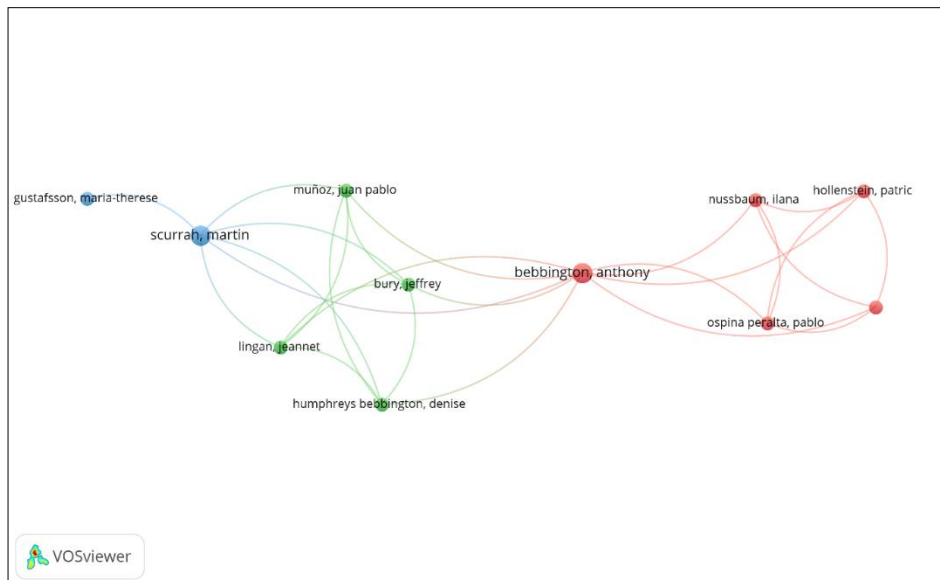 muñoz, juan pablo
gustafsson, maria-therese
nussbaum, ilana
hollenstein, patric
scurrah, martin
bebbington, anthony
bury, jeffrey
ospina peralta, pablo
lingan, jeannet
humphreys bebbington, denise
VOSviewer